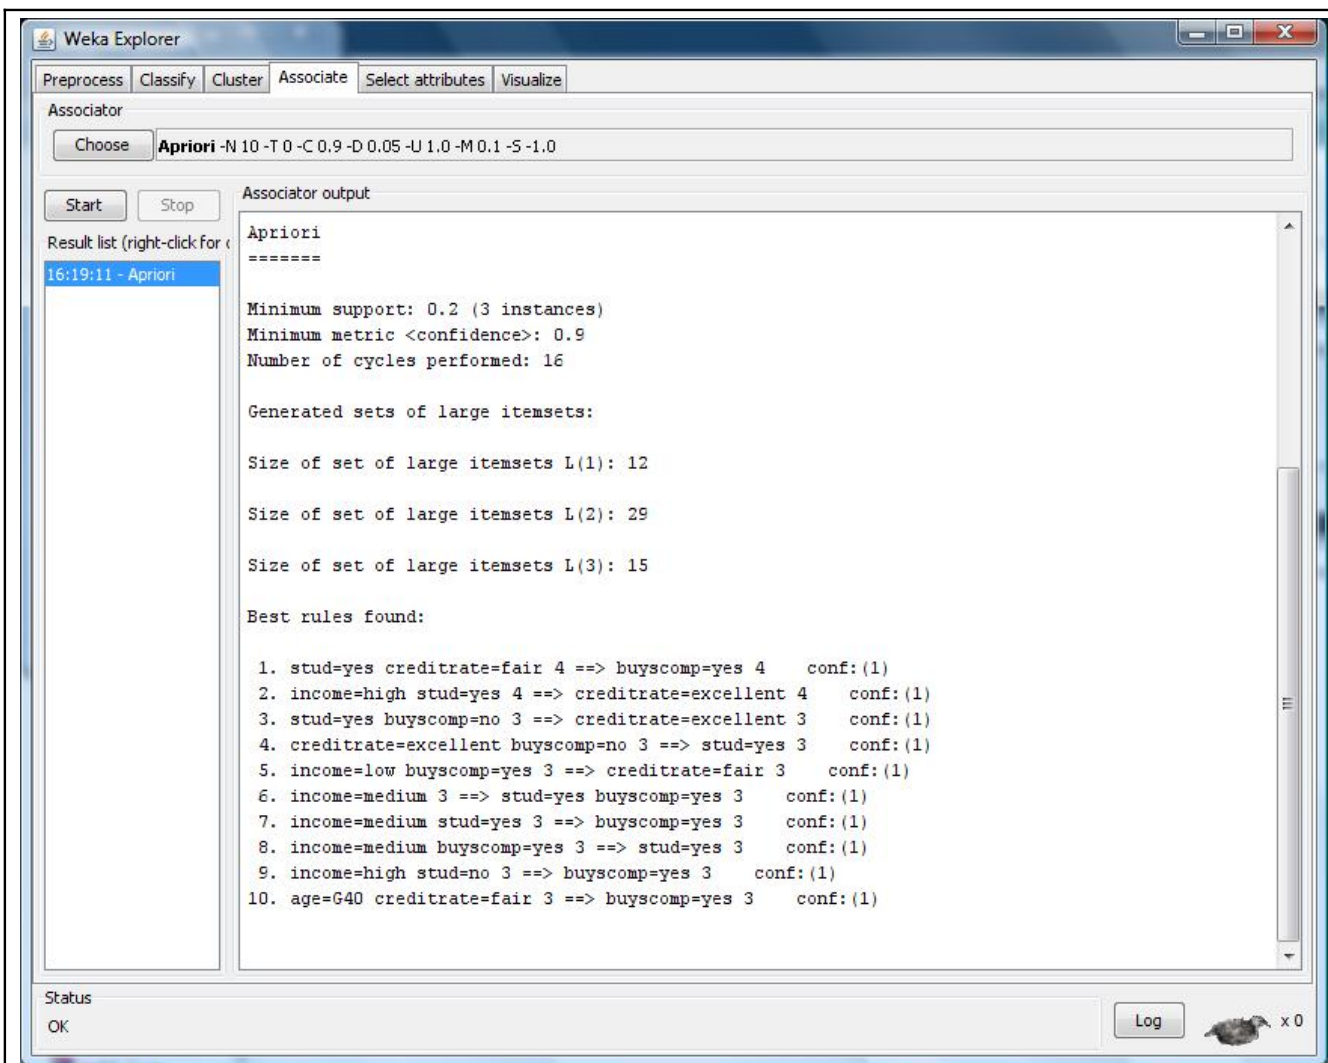 Weka Explorer
Preprocess Classify Cluster Associate Select attributes Visualize
Associator
Choose Apriori -N 10 -T 0 -C 0.9 -D 0.05 -U 1.0 -M 0.1 -S -1.0
Start Stop
Result list (right-click for
16:19:11 - Apriori
Associator output
Apriori
=======
Minimum support: 0.2 (3 instances)
Minimum metric <confidence>: 0.9
Number of cycles performed: 16
Generated sets of large itemsets:
Size of set of large itemsets L(1): 12
Size of set of large itemsets L(2): 29
Size of set of large itemsets L(3): 15
Best rules found:
1. stud=yes creditrate=fair 4 ==> buyscomp=yes 4 conf:(1)
2. income=high stud=yes 4 ==> creditrate=excellent 4 conf:(1)
3. stud=yes buyscomp=no 3 ==> creditrate=excellent 3 conf:(1)
4. creditrate=excellent buyscomp=no 3 ==> stud=yes 3 conf:(1)
5. income=low buyscomp=yes 3 ==> creditrate=fair 3 conf:(1)
6. income=medium 3 ==> stud=yes buyscomp=yes 3 conf:(1)
7. income=medium stud=yes 3 ==> buyscomp=yes 3 conf:(1)
8. income=medium buyscomp=yes 3 ==> stud=yes 3 conf:(1)
9. income=high stud=no 3 ==> buyscomp=yes 3 conf:(1)
10. age=G40 creditrate=fair 3 ==> buyscomp=yes 3 conf:(1)
Status
OK
Log
x 0